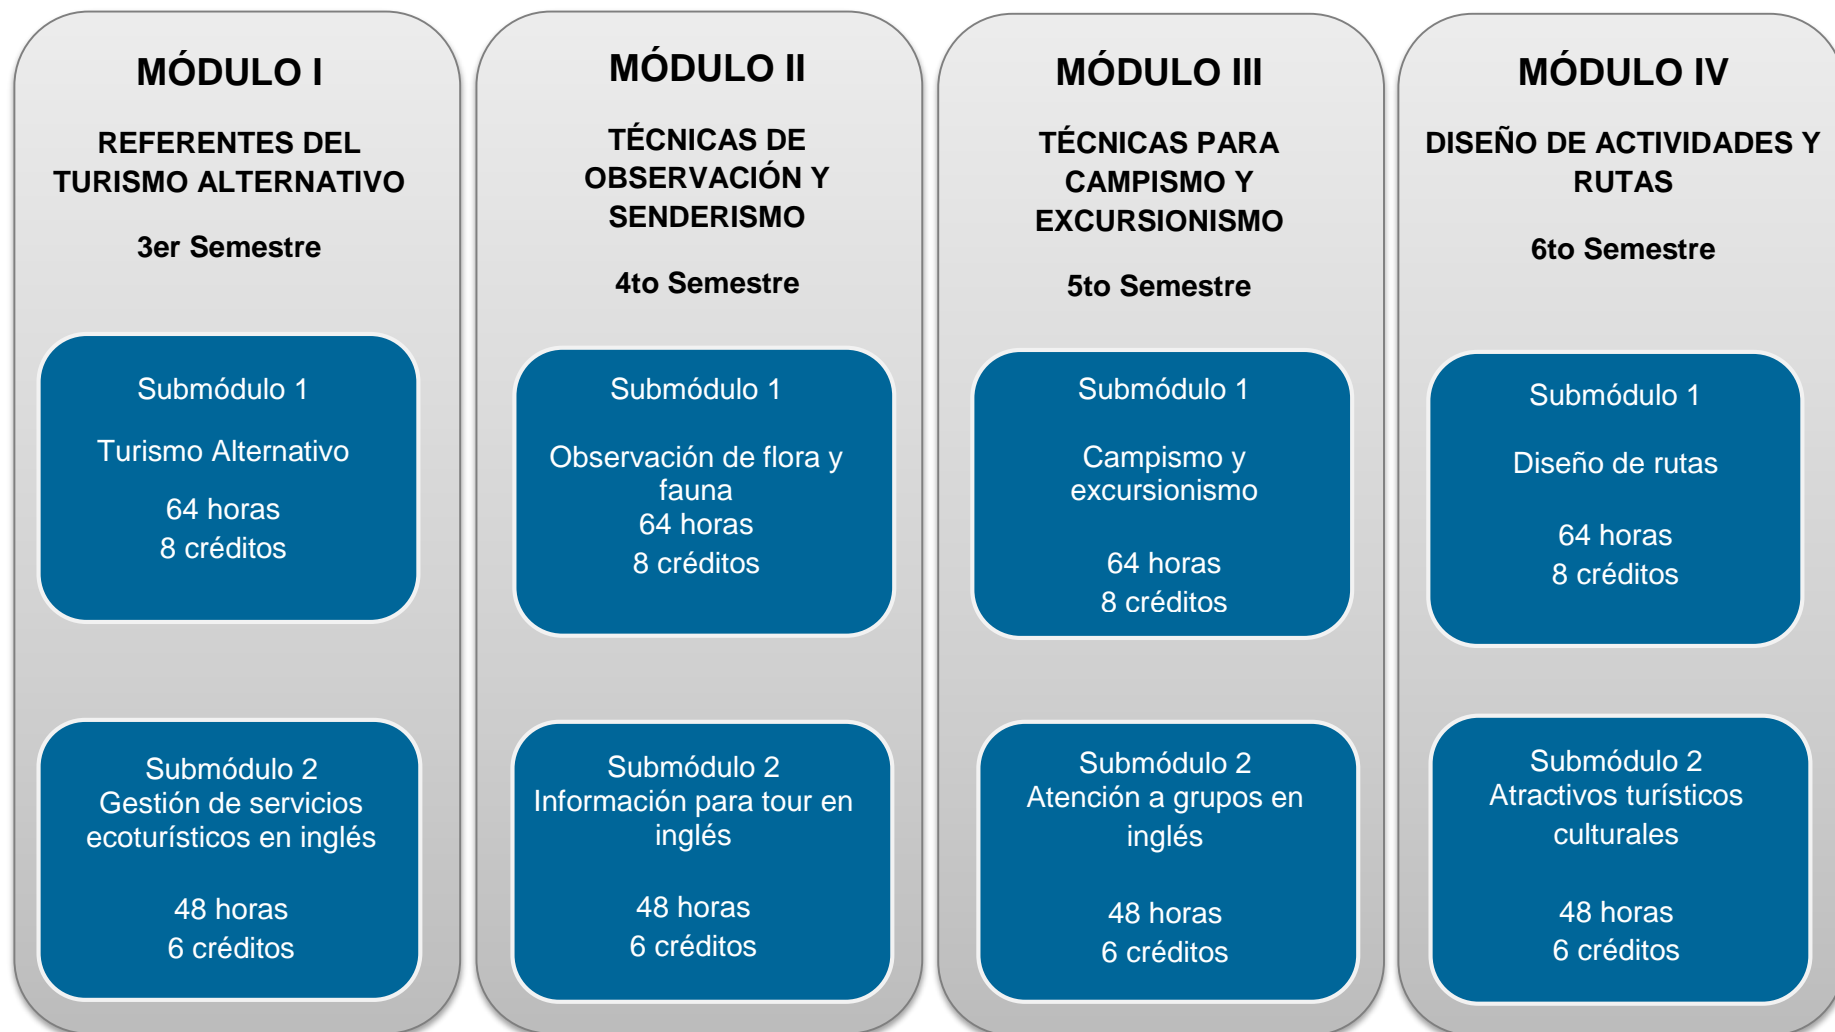 MÓDULO I
REFERENTES DEL
TURISMO ALTERNATIVO
3er Semestre
Submódulo 1
Turismo Alternativo
64 horas
8 créditos
Submódulo 2
Gestión de servicios
ecoturísticos en inglés
48 horas
6 créditos
MÓDULO II
TÉCNICAS DE
OBSERVACIÓN Y
SENDERISMO
4to Semestre
Submódulo 1
Observación de flora y
fauna
64 horas
8 créditos
Submódulo 2
Información para tour en
inglés
48 horas
6 créditos
MÓDULO III
TÉCNICAS PARA
CAMPISMO Y
EXCURSIONISMO
5to Semestre
Submódulo 1
Campismo y
excursionismo
64 horas
8 créditos
Submódulo 2
Atención a grupos en
inglés
48 horas
6 créditos
MÓDULO IV
DISEÑO DE ACTIVIDADES Y
RUTAS
6to Semestre
Submódulo 1
Diseño de rutas
64 horas
8 créditos
Submódulo 2
Atractivos turísticos
culturales
48 horas
6 créditos